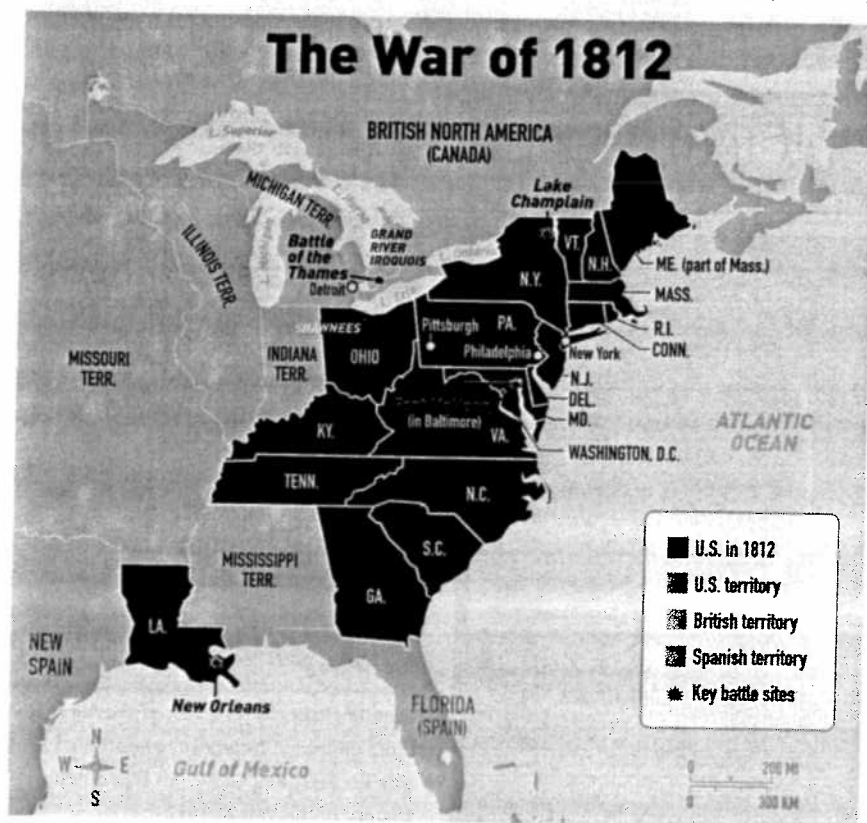 The War of 1812
BRITISH NORTH AMERICA
(CANADA)
L. Superior
MICHIGAN TERR.
Lake
Champlain
ILLINOIS TERR.
L. Michigan
Battle
of the
Thames
GRAND
RIVER
IROQUOIS
Detroit
VT.
N.H.
ME. (part of Mass.)
N.Y.
MASS.
R.I.
CONN.
SHAWNEES
Pittsburgh
PA.
Philadelphia
New York
MISSOURI
TERR.
INDIANA
TERR.
OHIO
N.J.
DEL.
MD.
(in Baltimore)
KY.
VA.
WASHINGTON, D.C.
ATLANTIC
OCEAN
TENN.
N.C.
S.C.
MISSISSIPPI
TERR.
GA.
LA.
NEW
SPAIN
New Orleans
FLORIDA
(SPAIN)
Gulf of Mexico
N
W
E
S
U.S. in 1812
U.S. territory
British territory
Spanish territory
Key battle sites
0 200 MI
0 300 KM